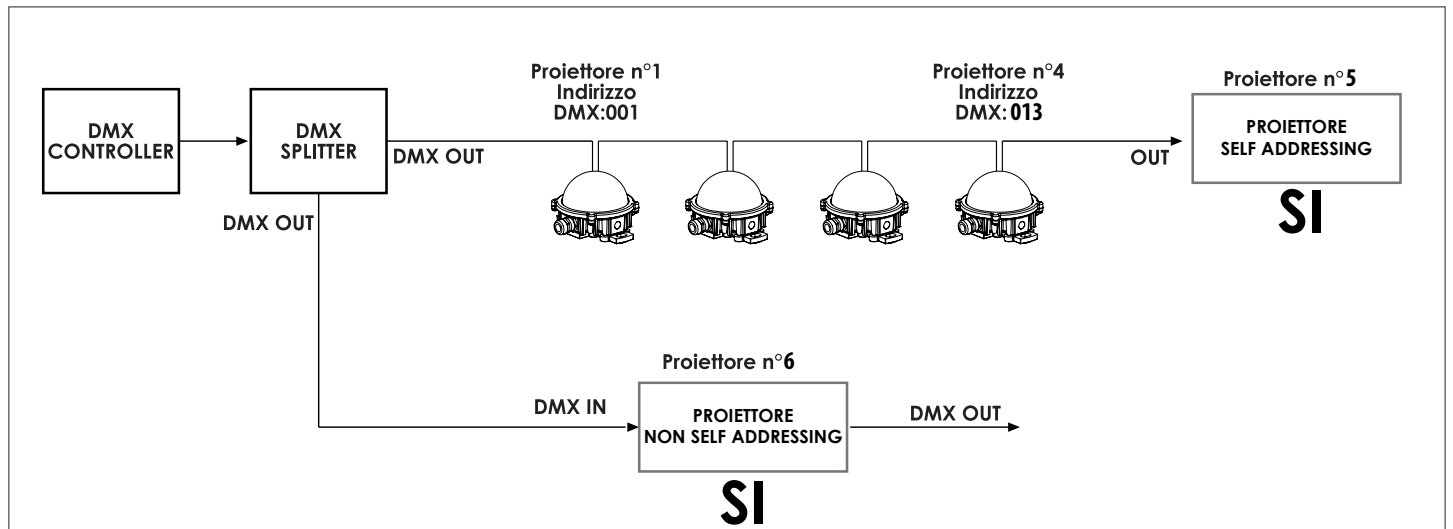 Proiettore n°1
Indirizzo
DMX:001
Proiettore n°4
Indirizzo
DMX:013
Proiettore n°5
DMX
CONTROLLER
DMX
SPLITTER
DMX OUT
OUT
PROIETTORE
SELF ADDRESSING
SI
DMX OUT
Proiettore n°6
DMX IN
PROIETTORE
NON SELF ADDRESSING
DMX OUT
SI